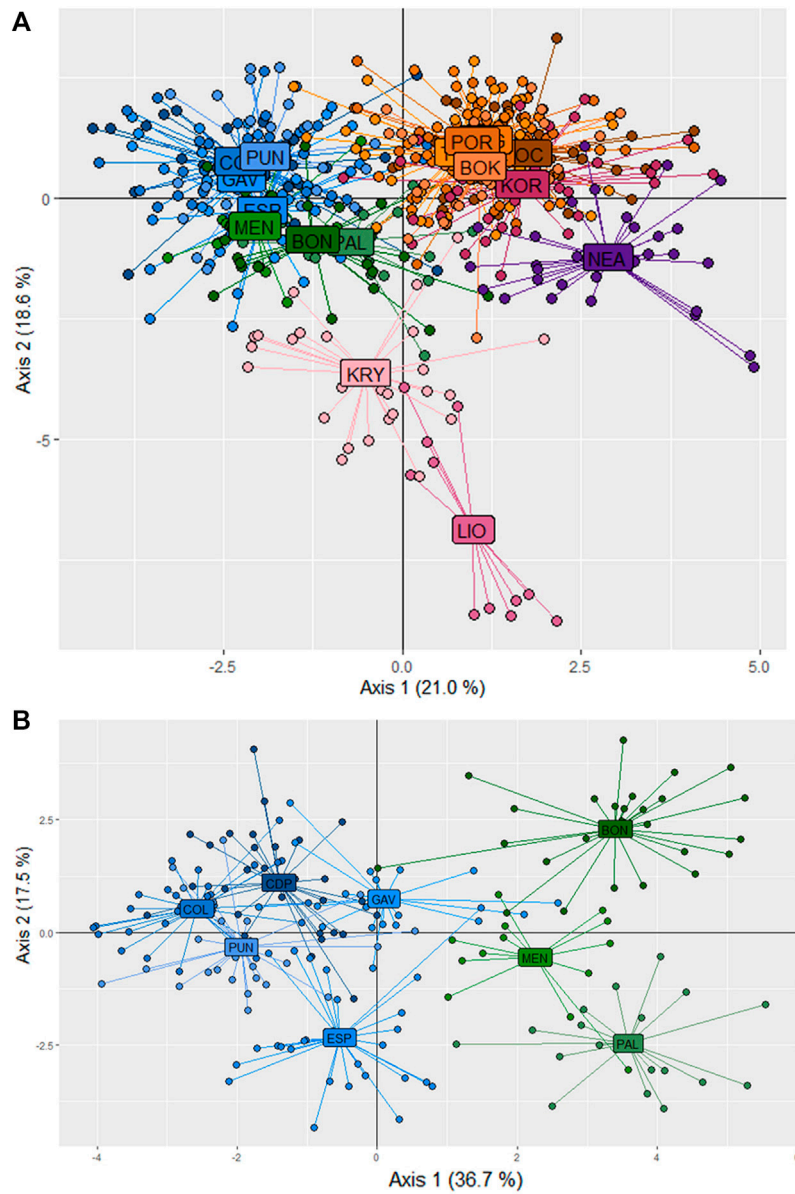 A
Axis 2 (18.6 %)
0
-5
PUN
GAV
ESP
MEN
BON
PAL
POR
BOK
OC
KOR
NEA
KRY
LIO
-2.5
0.0
2.5
5.0
Axis 1 (21.0 %)
B
Axis 2 (17.5 %)
2.5
0.0
-2.5
BON
CDP
GAV
COL
PUN
MEN
ESP
PAL
-4
-2
0
2
4
Axis 1 (36.7 %)